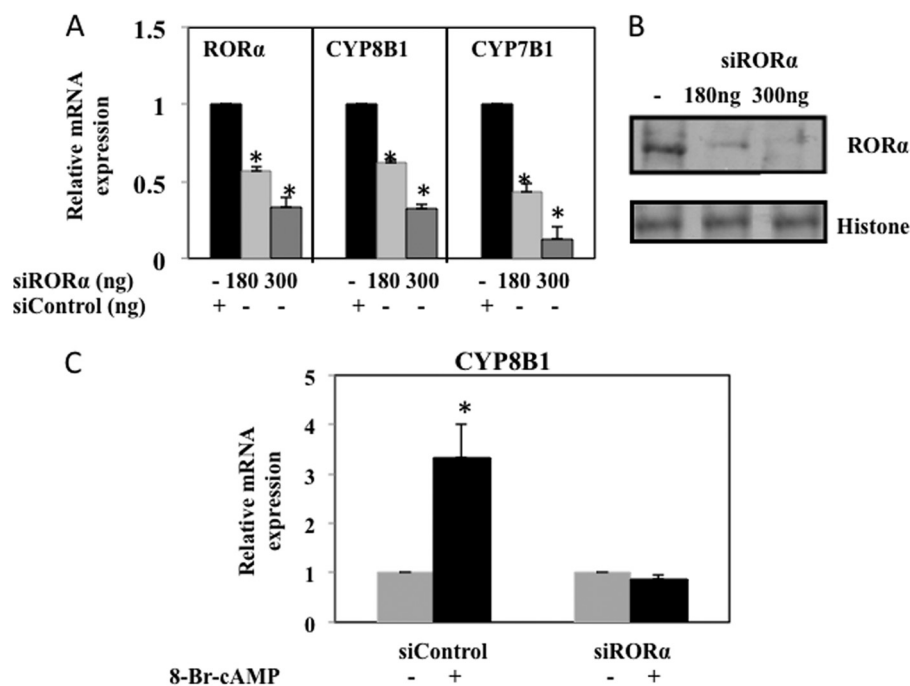 A
1.5
1
0.5
0
Relative mRNA
expression
RORα
CYP8B1
CYP7B1
*
*
*
*
*
*
siRORα (ng)
- 180 300
- 180 300
- 180 300
siControl (ng)
+ - -
+ - -
+ - -
B
siRORα
- 180ng 300ng
RORα
Histone
C
CYP8B1
5
4
3
2
1
0
Relative mRNA
expression
*
siControl
siRORα
8-Br-cAMP
- +
- +